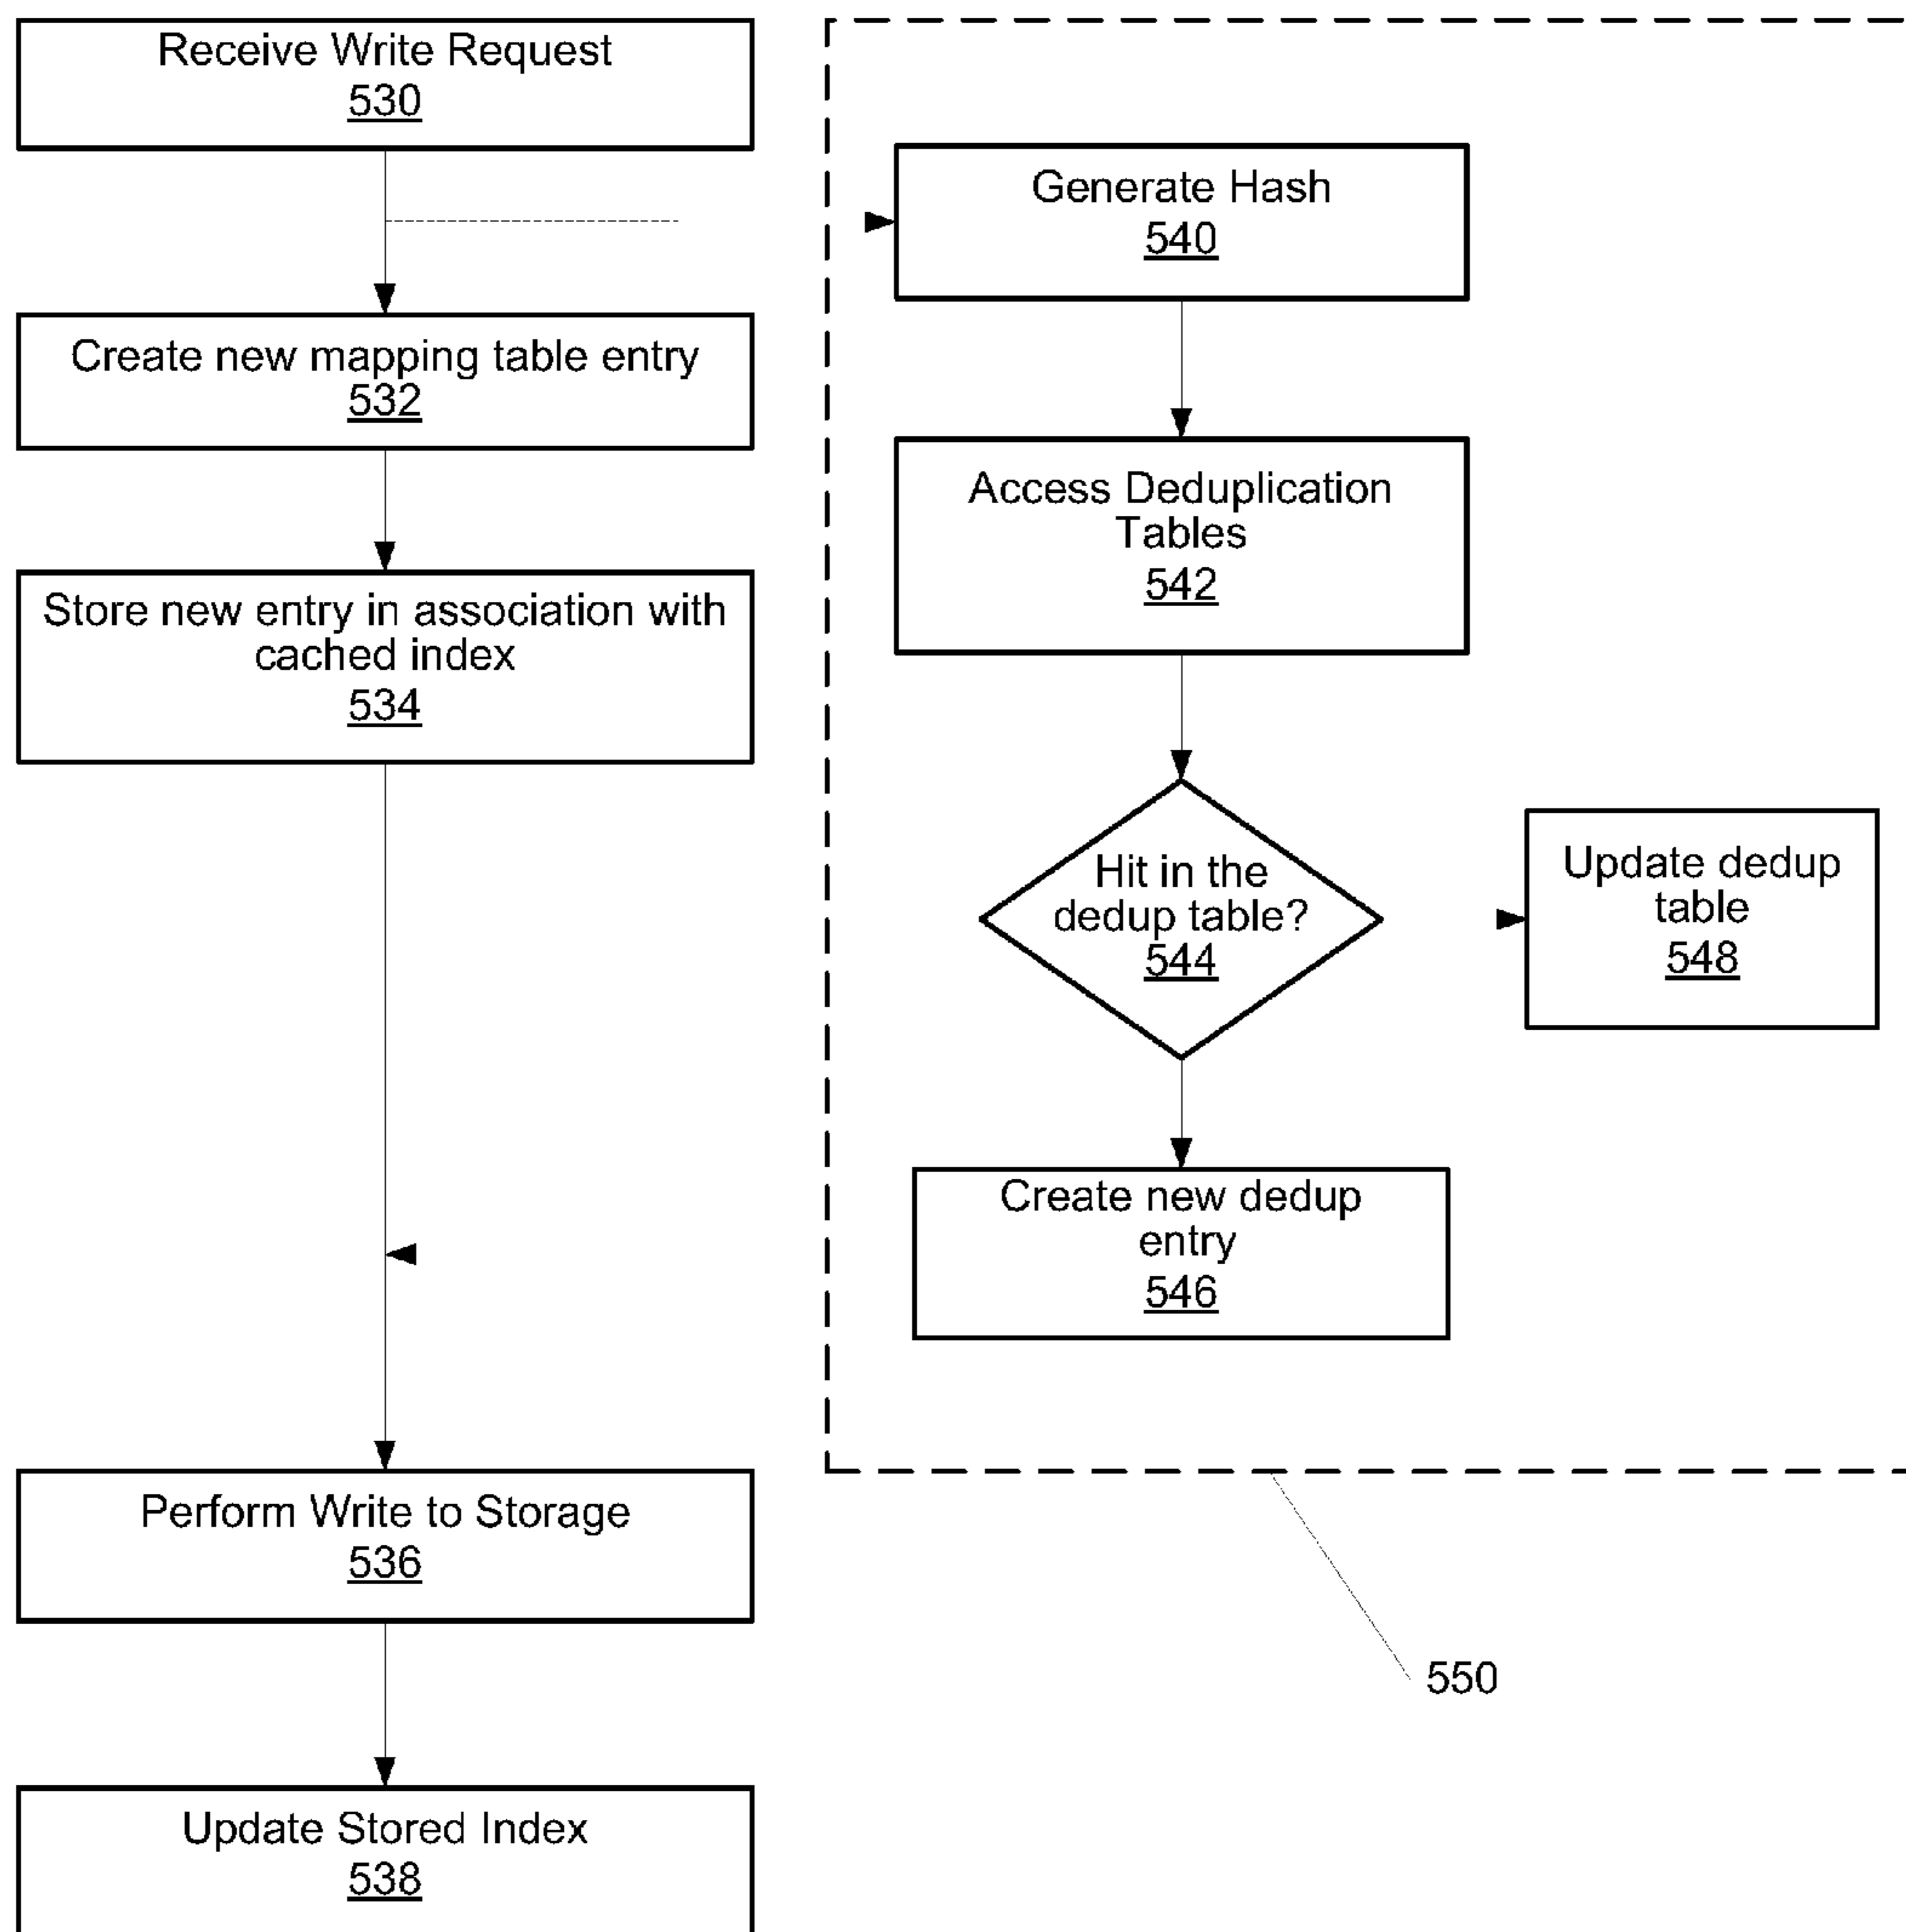 Receive Write Request
530
Create new mapping table entry
532
Store new entry in association with
cached index
534
Perform Write to Storage
536
Update Stored Index
538
Generate Hash
540
Access Deduplication
Tables
542
Hit in the
dedup table?
544
Update dedup
table
548
Create new dedup
entry
546
550